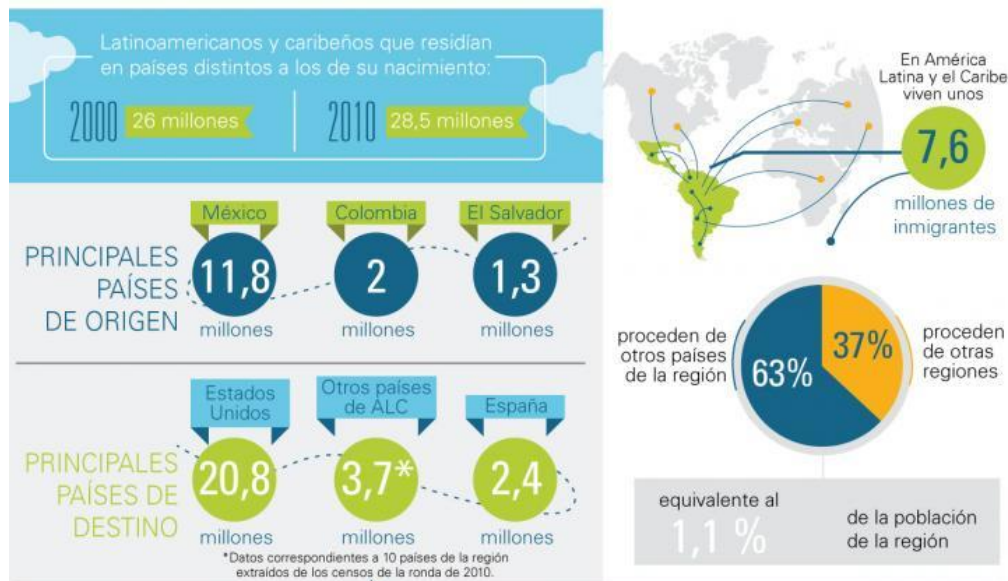 Latinoamericanos y caribeños que residían
en países distintos a los de su nacimiento:
2000 26 millones
2010 28,5 millones
PRINCIPALES
PAÍSES
DE ORIGEN
México
11,8
millones
Colombia
2
millones
El Salvador
1,3
millones
PRINCIPALES
PAÍSES DE
DESTINO
Estados
Unidos
20,8
millones
Otros países
de ALC
3,7*
millones
España
2,4
millones
*Datos correspondientes a 10 países de la región
extraídos de los censos de la ronda de 2010.
En América
Latina y el Caribe
viven unos
7,6
millones de
inmigrantes
proceden de
otros países
de la región
63%
37%
proceden
de otras
regiones
equivalente al
1,1 %
de la población
de la región